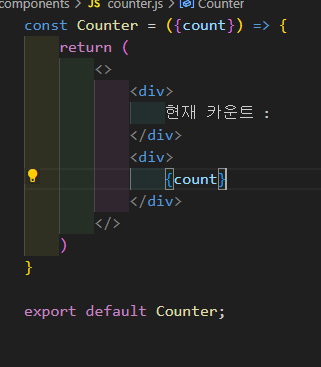 components > JS counter.js > Counter
const Counter = ({count}) => {
    return (
        <>
            <div>
                현재 카운트 :
            </div>
            <div>
                {count}
            </div>
        </>
    )
}
export default Counter;